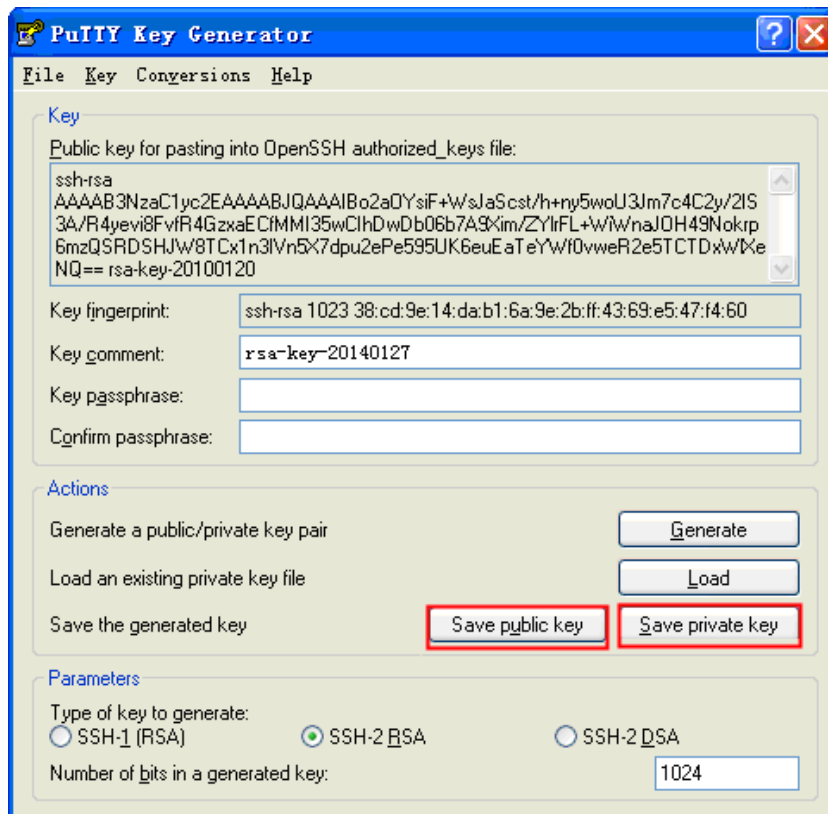 PuTTY Key Generator
File Key Conversions Help
Key
Public key for pasting into OpenSSH authorized_keys file:
ssh-rsa
AAAAB3NzaC1yc2EAAAABJQAAAIBo2aOYsiF+WsJaScst/h+ny5woU3Jm7c4C2y/2IS
3A/R4yevi8FvfR4GzxaECfMMI35wClhDwDb06b7A9Xim/ZYIrFL+WiWnaJOH49Nokrp
6mzQSRDSHJW8TCx1n3IVn5X7dpu2ePe595UK6euEaTeYWf0vweR2e5TCTDxWIXe
NQ== rsa-key-20100120
Key fingerprint: ssh-rsa 1023 38:cd:9e:14:da:b1:6a:9e:2b:ff:43:69:e5:47:f4:60
Key comment: rsa-key-20140127
Key passphrase:
Confirm passphrase:
Actions
Generate a public/private key pair Generate
Load an existing private key file Load
Save the generated key Save public key Save private key
Parameters
Type of key to generate:
SSH-1 (RSA) SSH-2 RSA SSH-2 DSA
Number of bits in a generated key: 1024